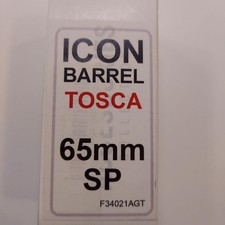 ICON
BARREL
TOSCA
65mm
SP
F34021AGT